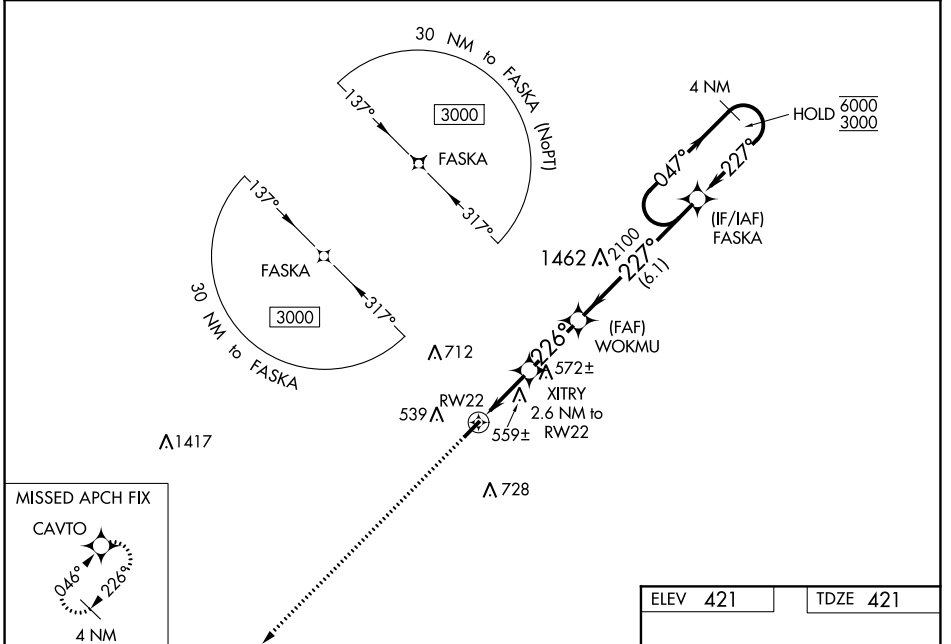 30 NM to FASKA (NoPT)
137°
3000
FASKA
317°
4 NM
HOLD 6000
3000
047°
227°
(IF/IAF)
FASKA
137°
FASKA
317°
3000
30 NM to FASKA
1462
2100
227°
(6.1)
(FAF)
WOKMU
226°
712
572±
XITRY
2.6 NM to
RW22
RW22
539
559±
1417
728
MISSED APCH FIX
CAVTO
046°
226°
4 NM
ELEV 421
TDZE 421